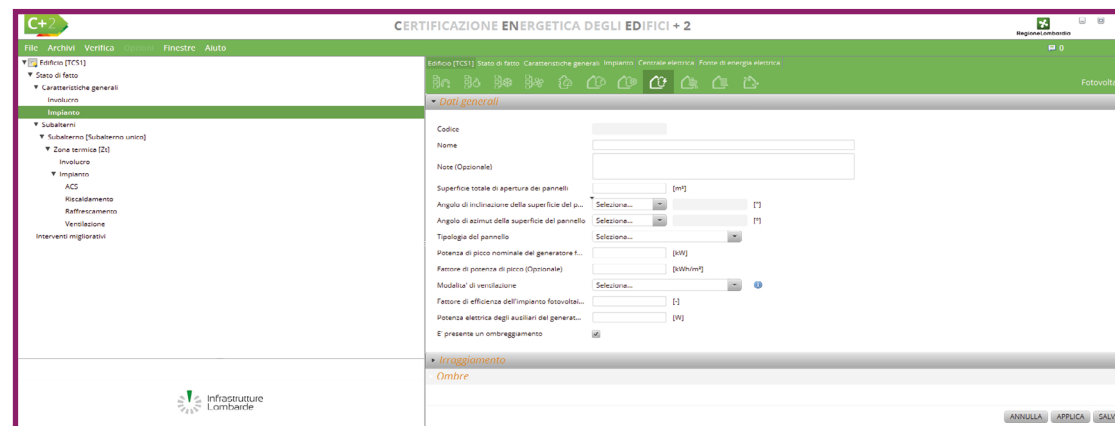 C+2
CERTIFICAZIONE ENERGETICA DEGLI EDIFICI + 2
RegioneLombardia
File Archivi Verifica Opzioni Finestre Aiuto
0
Edificio [TCS1]
Stato di fatto
Caratteristiche generali
Involucro
Impianto
Subalterni
Subalterno [Subalterno unico]
Zona termica [Zt]
Involucro
Impianto
ACS
Riscaldamento
Raffrescamento
Ventilazione
Interventi migliorativi
Infrastrutture
Lombarde
Edificio [TCS1] Stato di fatto Caratteristiche generali Impianto Centrale elettrica Fonte di energia elettrica
Fotovolta
Dati generali
Codice
Nome
Note (Opzionale)
Superficie totale di apertura dei pannelli [m²]
Angolo di inclinazione della superficie del p... Seleziona... [°]
Angolo di azimut della superficie del pannello Seleziona... [°]
Tipologia del pannello Seleziona...
Potenza di picco nominale del generatore f... [kW]
Fattore di potenza di picco (Opzionale) [kWh/m²]
Modalita' di ventilazione Seleziona...
Fattore di efficienza dell'impianto fotovoltai... [-]
Potenza elettrica degli ausiliari del generat... [W]
E' presente un ombreggiamento
Irraggiamento
Ombre
ANNULLA APPLICA SALV